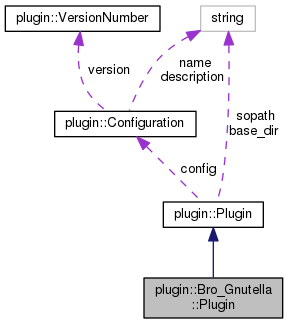 plugin::VersionNumber
string
version
name
description
plugin::Configuration
sopath
base_dir
config
plugin::Plugin
plugin::Bro_Gnutella
::Plugin